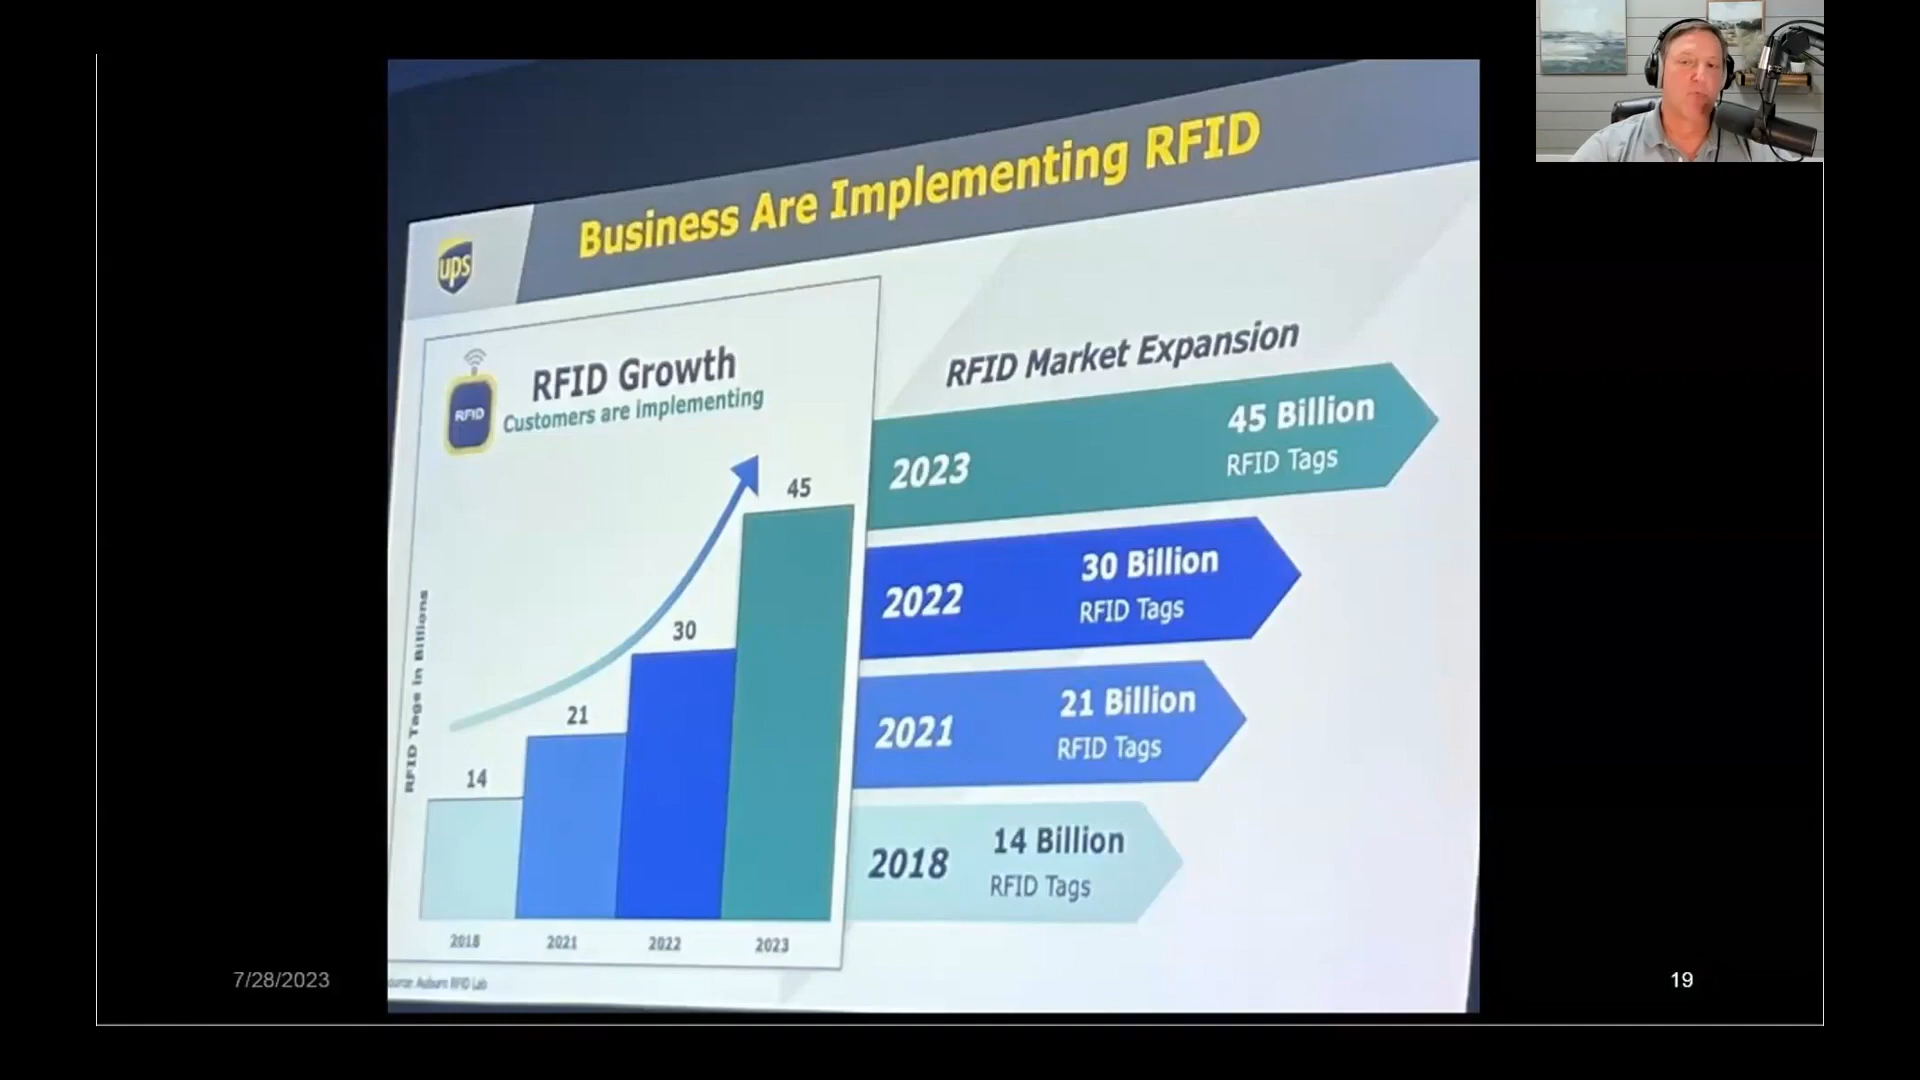 Business Are Implementing RFID
ups
RFID
RFID Growth
Customers are implementing
RFID Tags in Billions
14
21
30
45
2018
2021
2022
2023
RFID Market Expansion
2023
45 Billion
RFID Tags
2022
30 Billion
RFID Tags
2021
21 Billion
RFID Tags
2018
14 Billion
RFID Tags
Auburn RFID Lab
7/28/2023
19